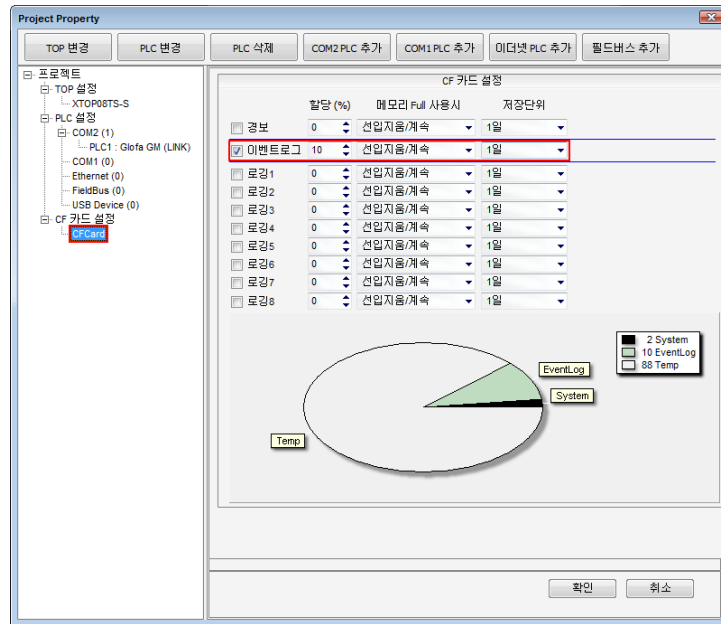 Project Property
TOP 변경
PLC 변경
PLC 삭제
COM2 PLC 추가
COM1 PLC 추가
이더넷 PLC 추가
필드버스 추가
프로젝트
TOP 설정
XTOP08TS-S
PLC 설정
COM2 (1)
PLC1 : Glofa GM (LINK)
COM1 (0)
Ethernet (0)
FieldBus (0)
USB Device (0)
CF 카드 설정
CFCard
CF 카드 설정
할당 (%) 메모리 Full 사용시 저장단위
경보 0 선입지움/계속 1일
이벤트로그 10 선입지움/계속 1일
로깅1 0 선입지움/계속 1일
로깅2 0 선입지움/계속 1일
로깅3 0 선입지움/계속 1일
로깅4 0 선입지움/계속 1일
로깅5 0 선입지움/계속 1일
로깅6 0 선입지움/계속 1일
로깅7 0 선입지움/계속 1일
로깅8 0 선입지움/계속 1일
2 System
10 EventLog
88 Temp
EventLog
System
Temp
확인
취소